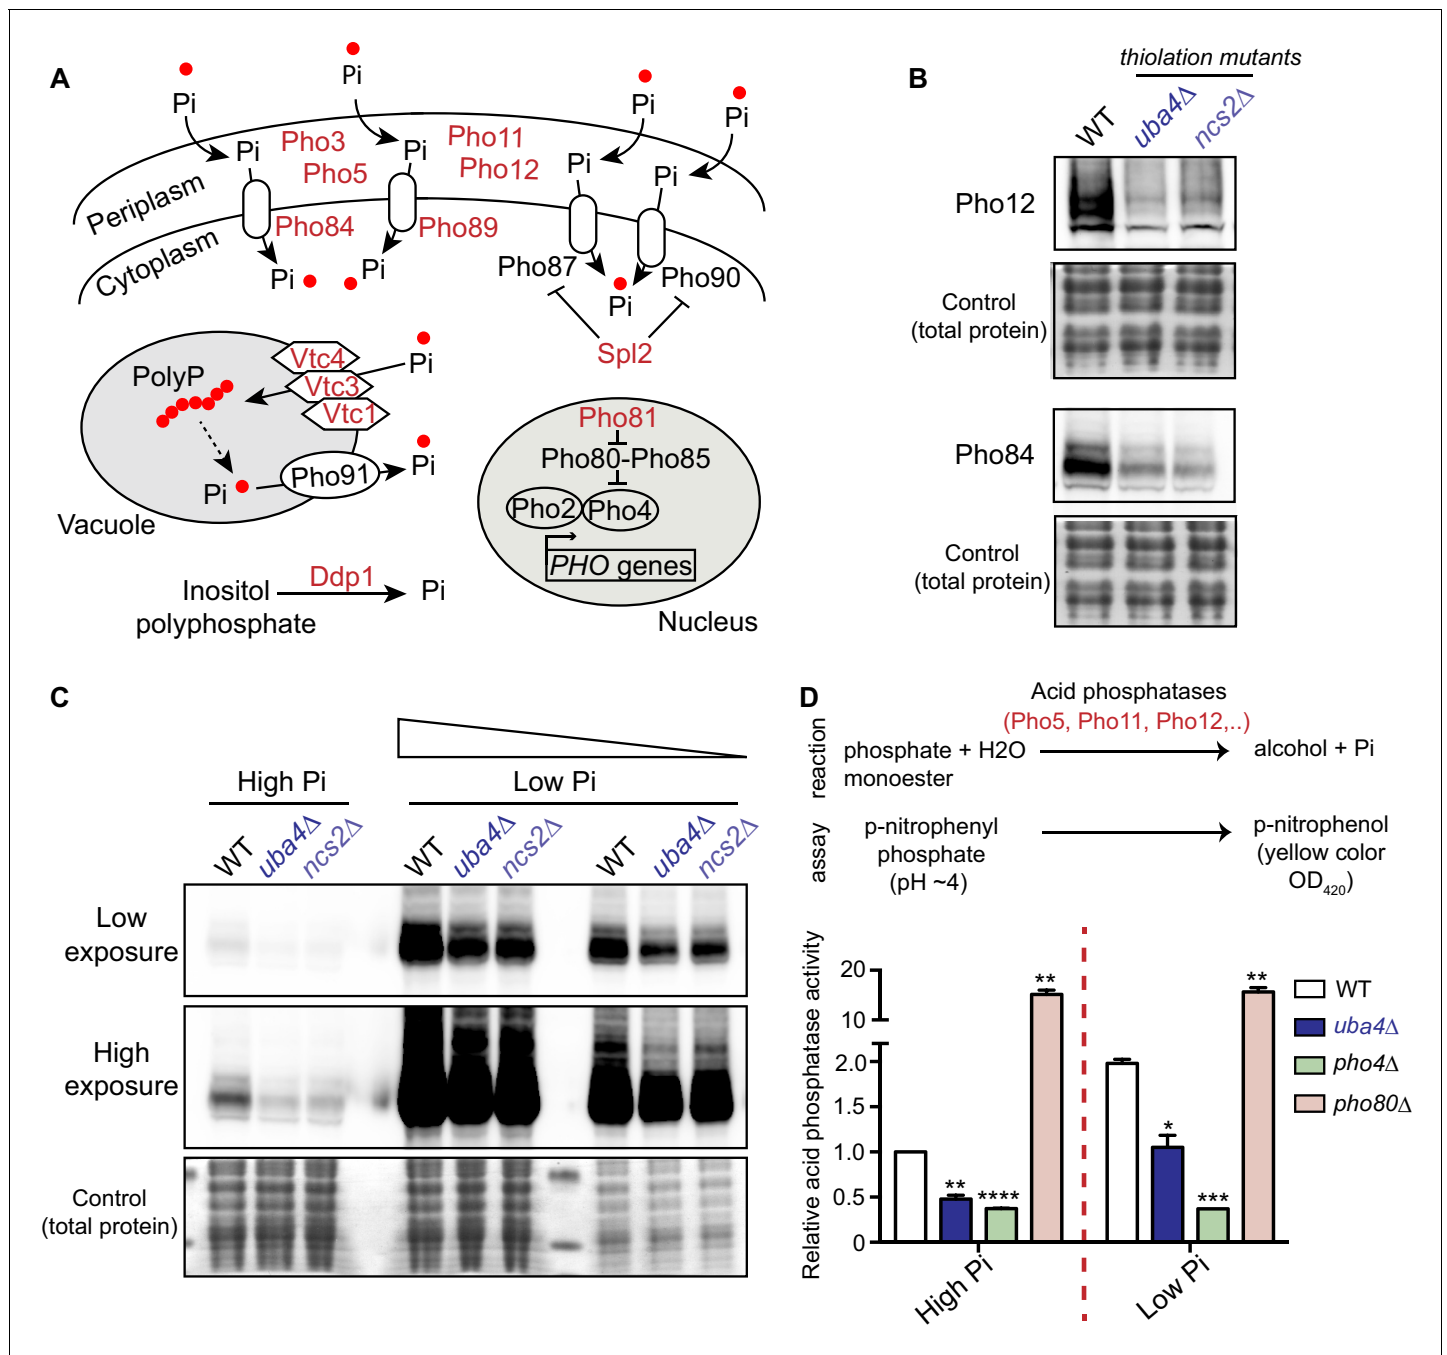 A
Pi
Pi
Pi
Pi
Pho3
Pho5
Pho11
Pho12
Pi
Pi
Pi
Pi
Periplasm
Cytoplasm
Pho84
Pho89
Pho87
Pho90
Pi
Pi
Pi
Spl2
PolyP
Vtc4
Vtc3
Vtc1
Pi
Pi
Pho91
Pi
Vacuole
Pho81
Pho80-Pho85
Pho2
Pho4
PHO genes
Nucleus
Inositol
polyphosphate
Ddp1
Pi
B
thiolation mutants
WT
uba4Δ
ncs2Δ
Pho12
Control
(total protein)
Pho84
Control
(total protein)
C
High Pi
Low Pi
WT
uba4Δ
ncs2Δ
WT
uba4Δ
ncs2Δ
WT
uba4Δ
ncs2Δ
Low
exposure
High
exposure
Control
(total protein)
D
reaction
Acid phosphatases
(Pho5, Pho11, Pho12,..)
phosphate + H2O
monoester
alcohol + Pi
assay
p-nitrophenyl
phosphate
(pH ~4)
p-nitrophenol
(yellow color
OD420)
Relative acid phosphatase activity
20
10
2.0
1.5
1.0
0.5
0
**
****
**
*
***
**
High Pi
Low Pi
WT
uba4Δ
pho4Δ
pho80Δ